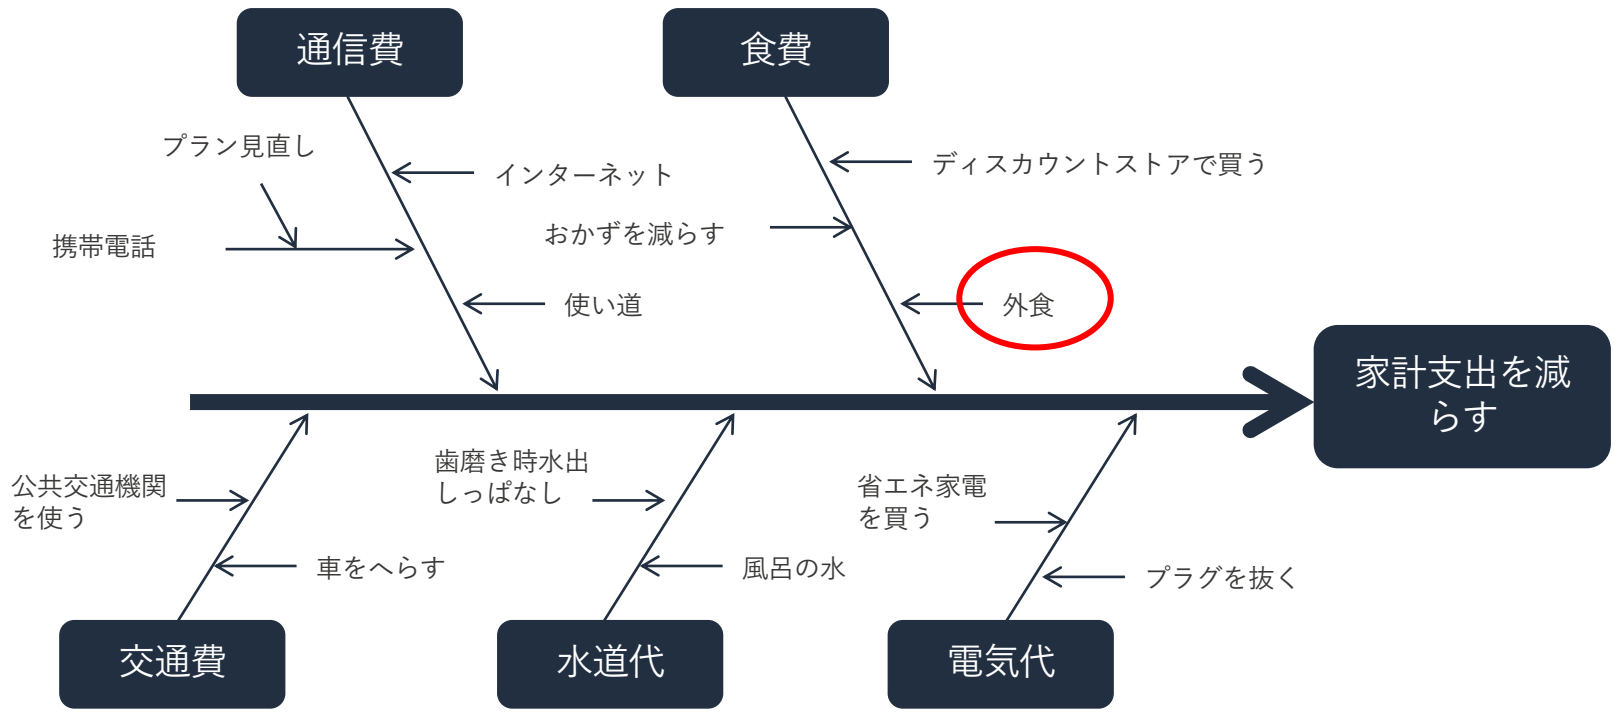 通信費
食費
プラン見直し
インターネット
ディスカウントストアで買う
おかずを減らす
携帯電話
使い道
外食
家計支出を減
らす
歯磨き時水出
しっぱなし
公共交通機関
を使う
省エネ家電
を買う
車をへらす
風呂の水
プラグを抜く
交通費
水道代
電気代